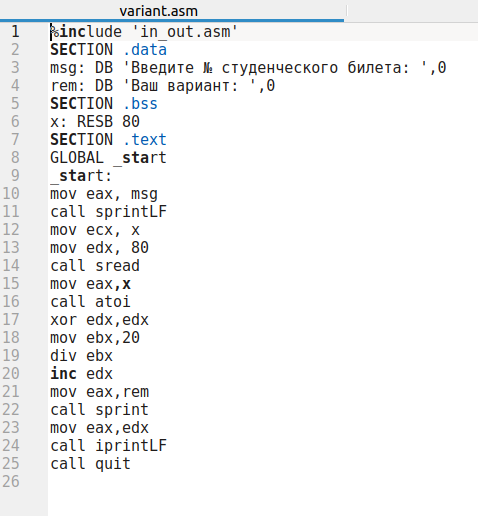 variant.asm
1 %include 'in_out.asm'
2 SECTION .data
3 msg: DB 'Введите № студенческого билета: ',0
4 rem: DB 'Ваш вариант: ',0
5 SECTION .bss
6 x: RESB 80
7 SECTION .text
8 GLOBAL _start
9 _start:
10 mov eax, msg
11 call sprintLF
12 mov ecx, x
13 mov edx, 80
14 call sread
15 mov eax,x
16 call atoi
17 xor edx,edx
18 mov ebx,20
19 div ebx
20 inc edx
21 mov eax,rem
22 call sprint
23 mov eax,edx
24 call iprintLF
25 call quit
26